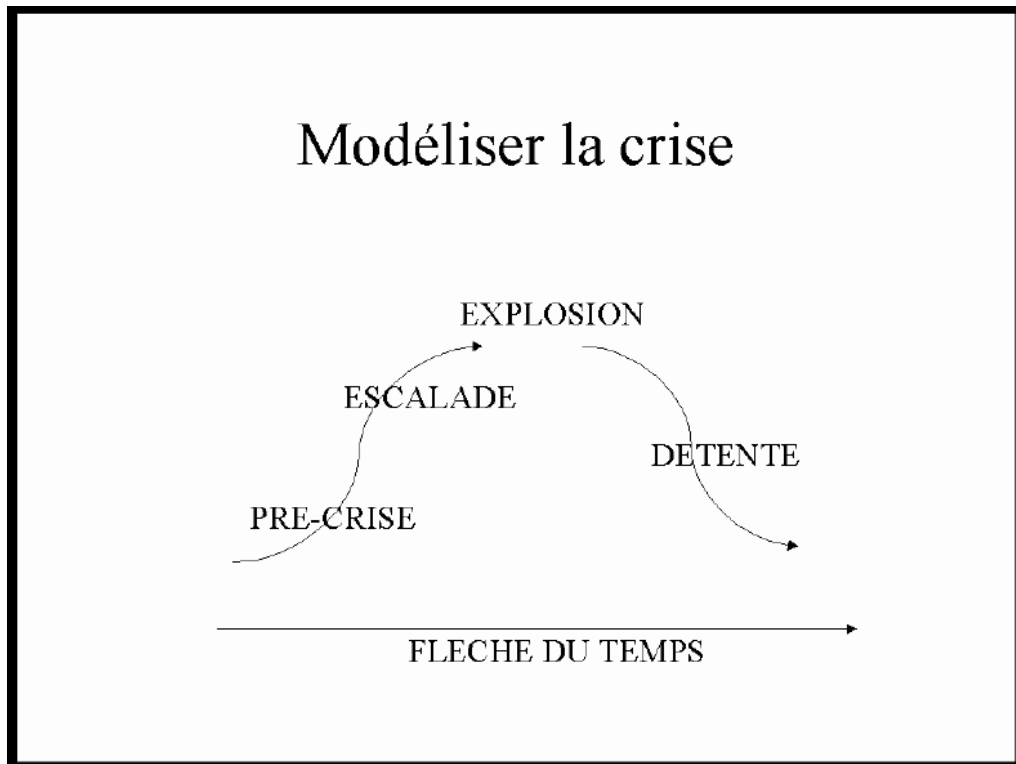 Modéliser la crise
EXPLOSION
ESCALADE
DETENTE
PRE-CRISE
FLECHE DU TEMPS